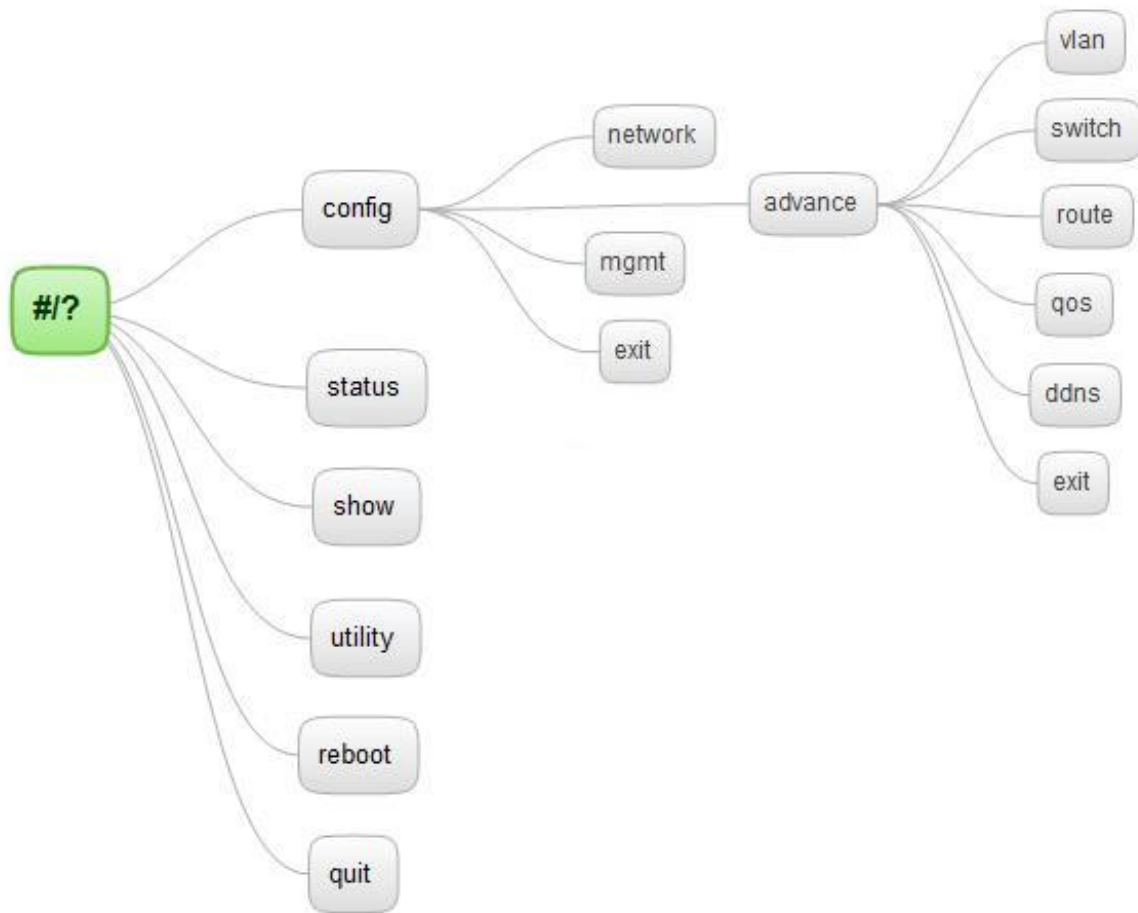 #/?
config
status
show
utility
reboot
quit
network
advance
mgmt
exit
vlan
switch
route
qos
ddns
exit